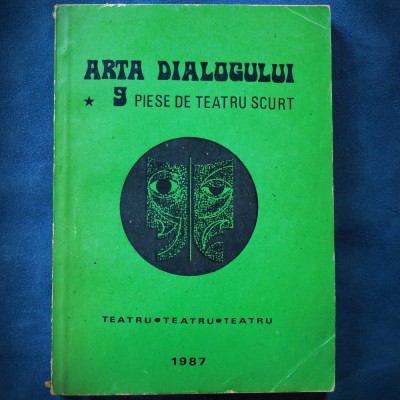 ARTA DIALOGULUI
* 9 PIESE DE TEATRU SCURT
TEATRU•TEATRU•TEATRU
1987